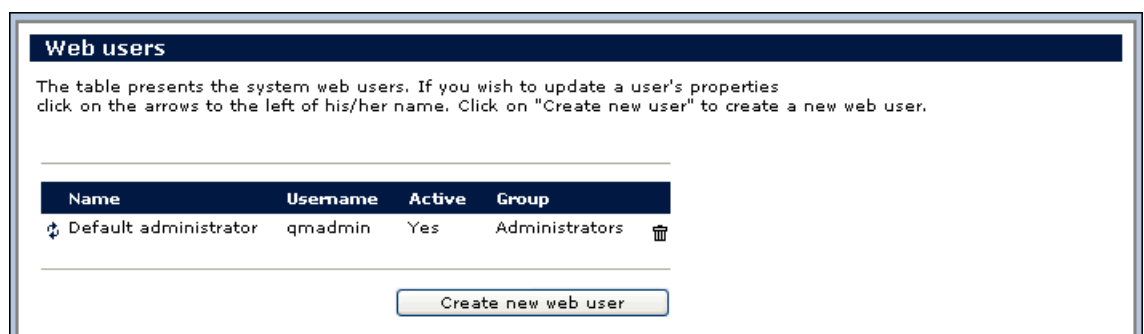 Web users
The table presents the system web users. If you wish to update a user's properties
click on the arrows to the left of his/her name. Click on "Create new user" to create a new web user.
Name Username Active Group
Default administrator qmadmin Yes Administrators
Create new web user